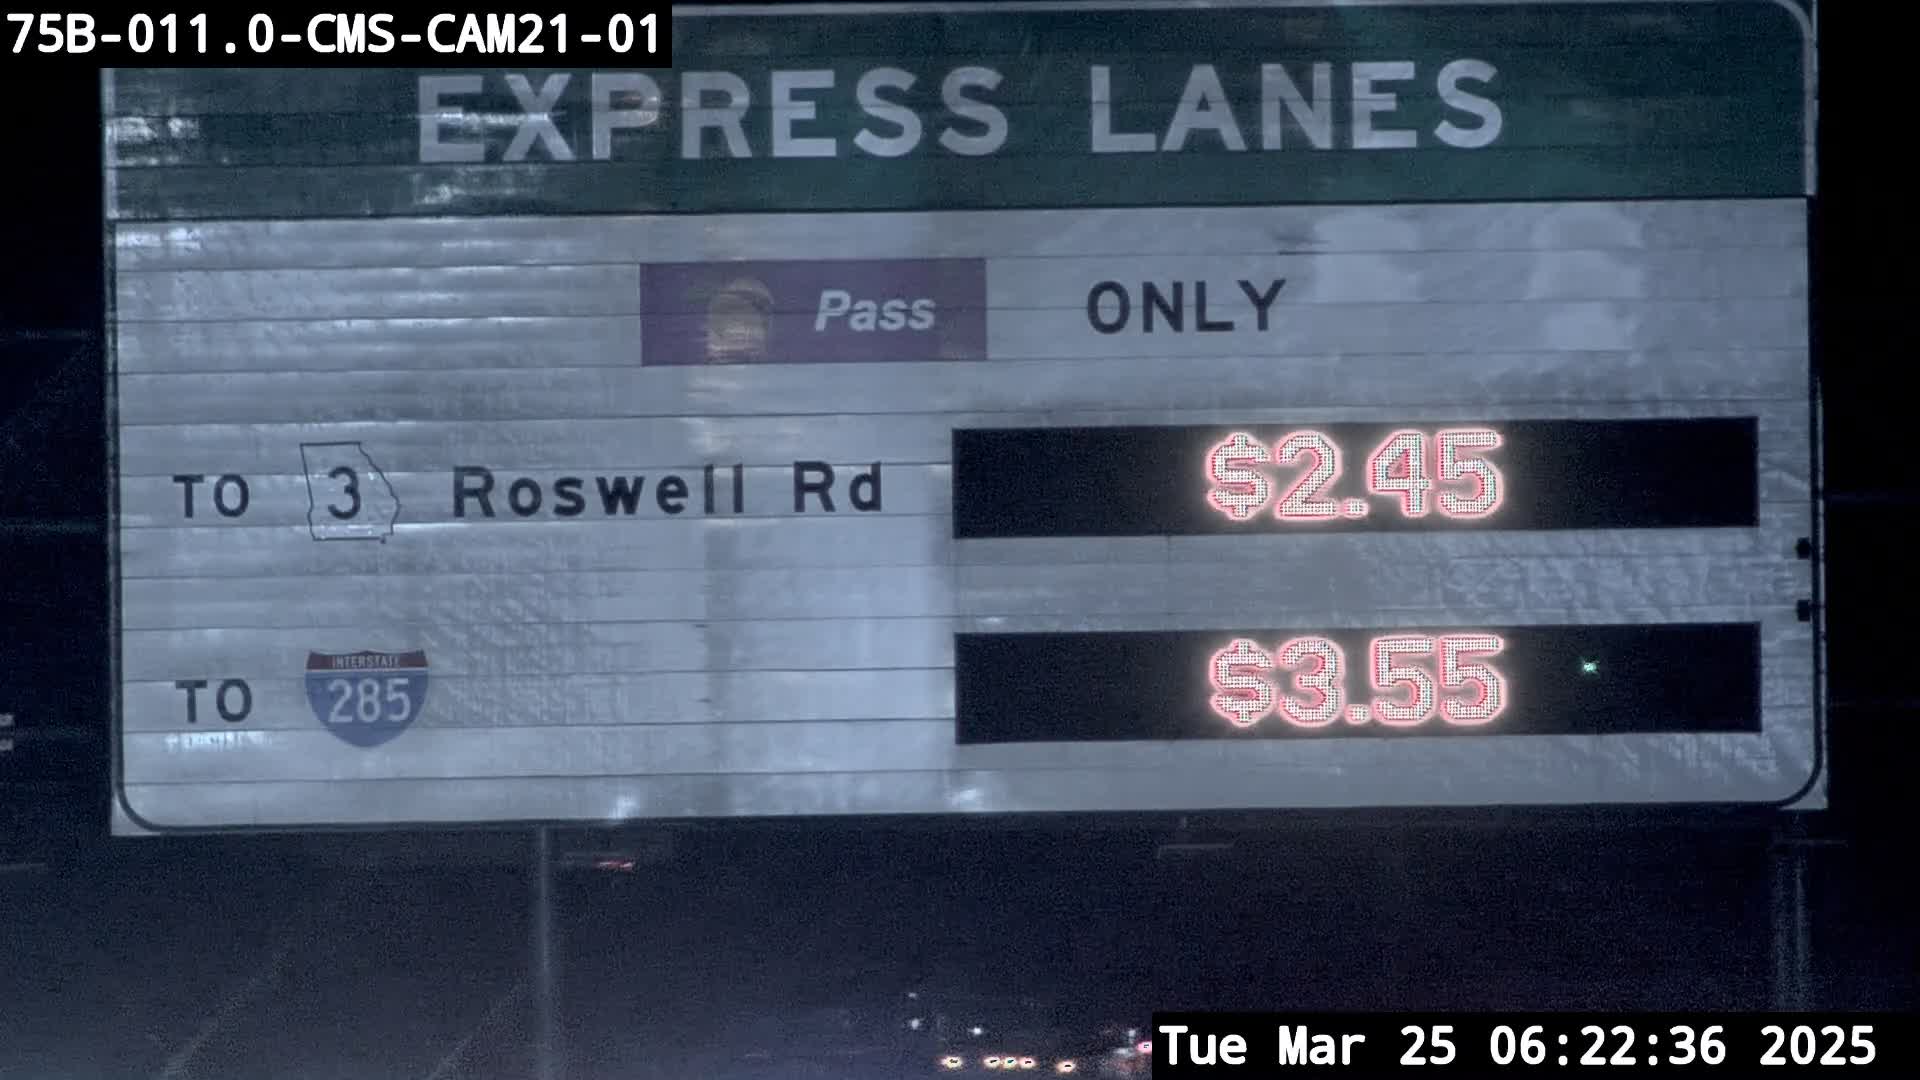 75B-011.0-CMS-CAM21-01
EXPRESS LANES
Pass ONLY
TO 3 Roswell Rd $2.45
INTERSTATE
TO 285 $3.55
Tue Mar 25 06:22:36 2025